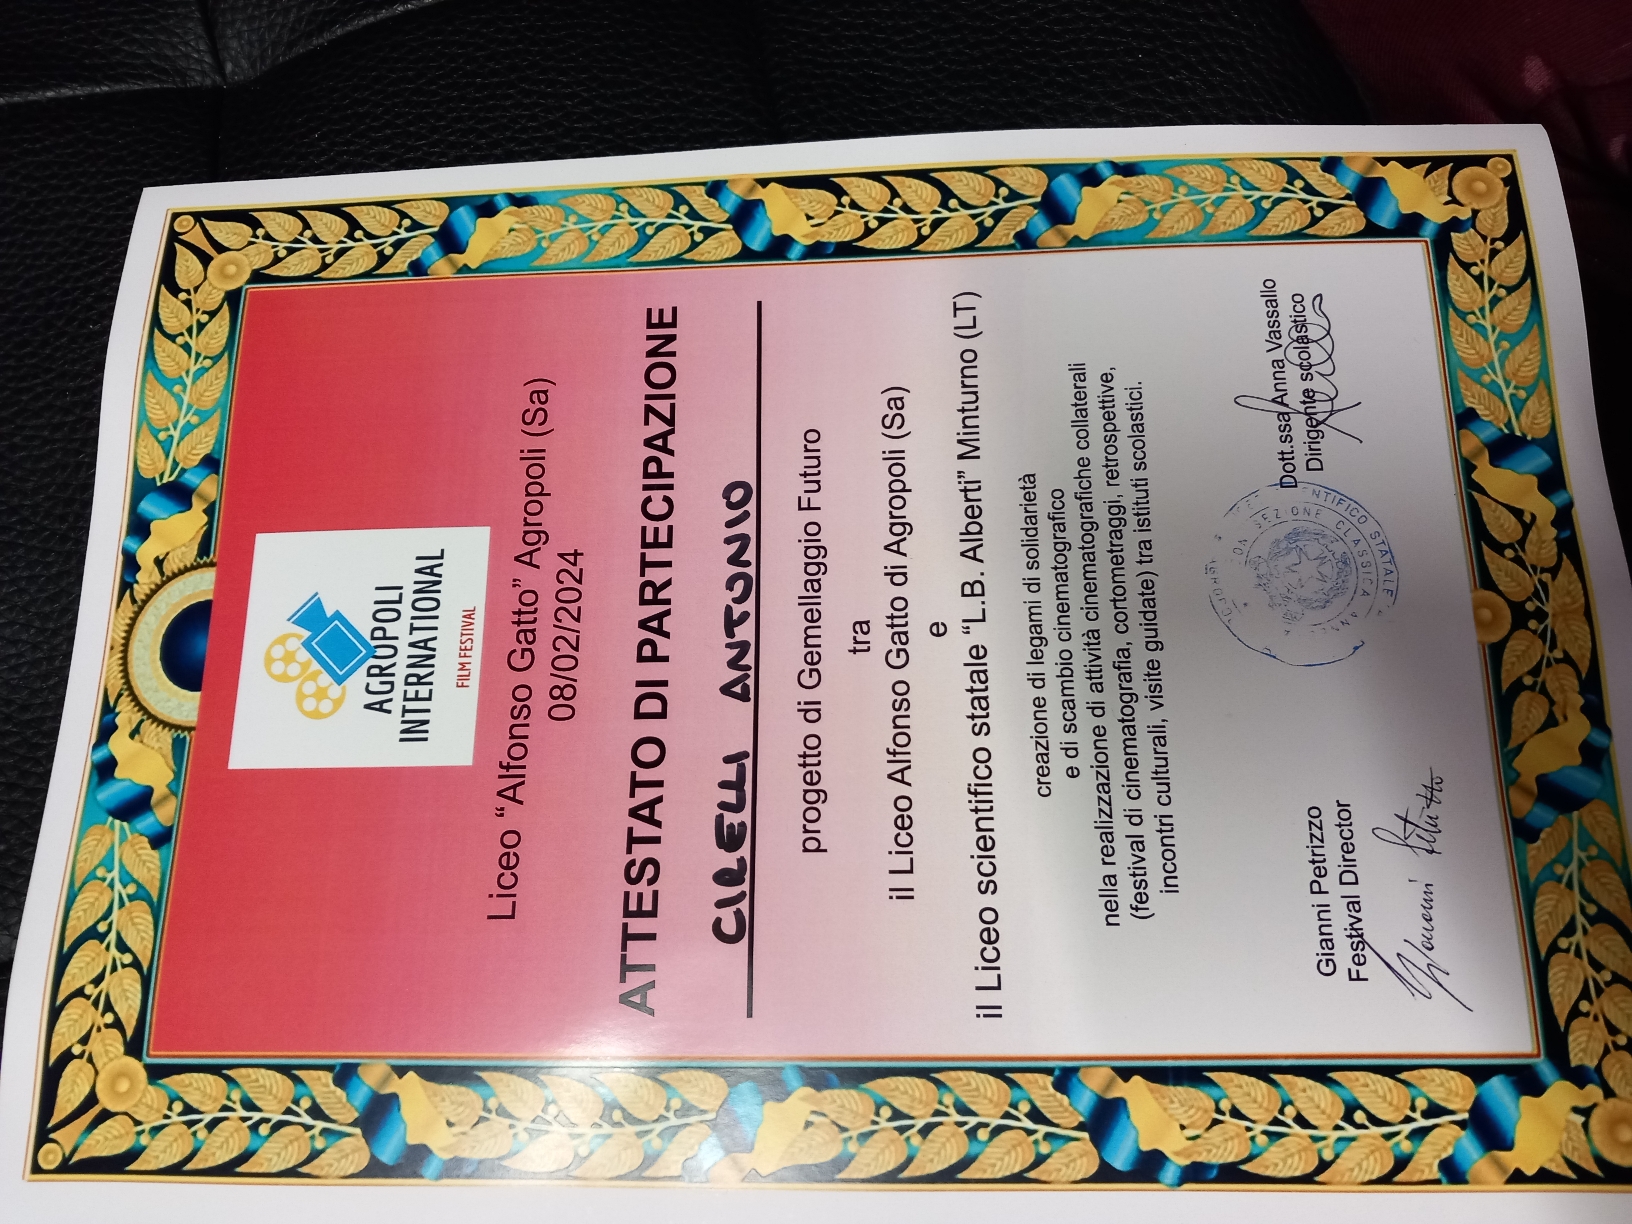 AGROPOLI
INTERNATIONAL
FILM FESTIVAL
Liceo “Alfonso Gatto” Agropoli (Sa)
08/02/2024
ATTESTATO DI PARTECIPAZIONE
CIRELLI ANTONIO
progetto di Gemellaggio Futuro
tra
il Liceo Alfonso Gatto di Agropoli (Sa)
e
il Liceo scientifico statale “L.B. Alberti” Minturno (LT)
creazione di legami di solidarietà
e di scambio cinematografico
nella realizzazione di attività cinematografiche collaterali
(festival di cinematografia, cortometraggi, retrospettive,
incontri culturali, visite guidate) tra istituti scolastici.
Gianni Petrizzo
Festival Director
Dott.ssa Anna Vassallo
Dirigente scolastico
SEZIONE CLASSICA
STATALE